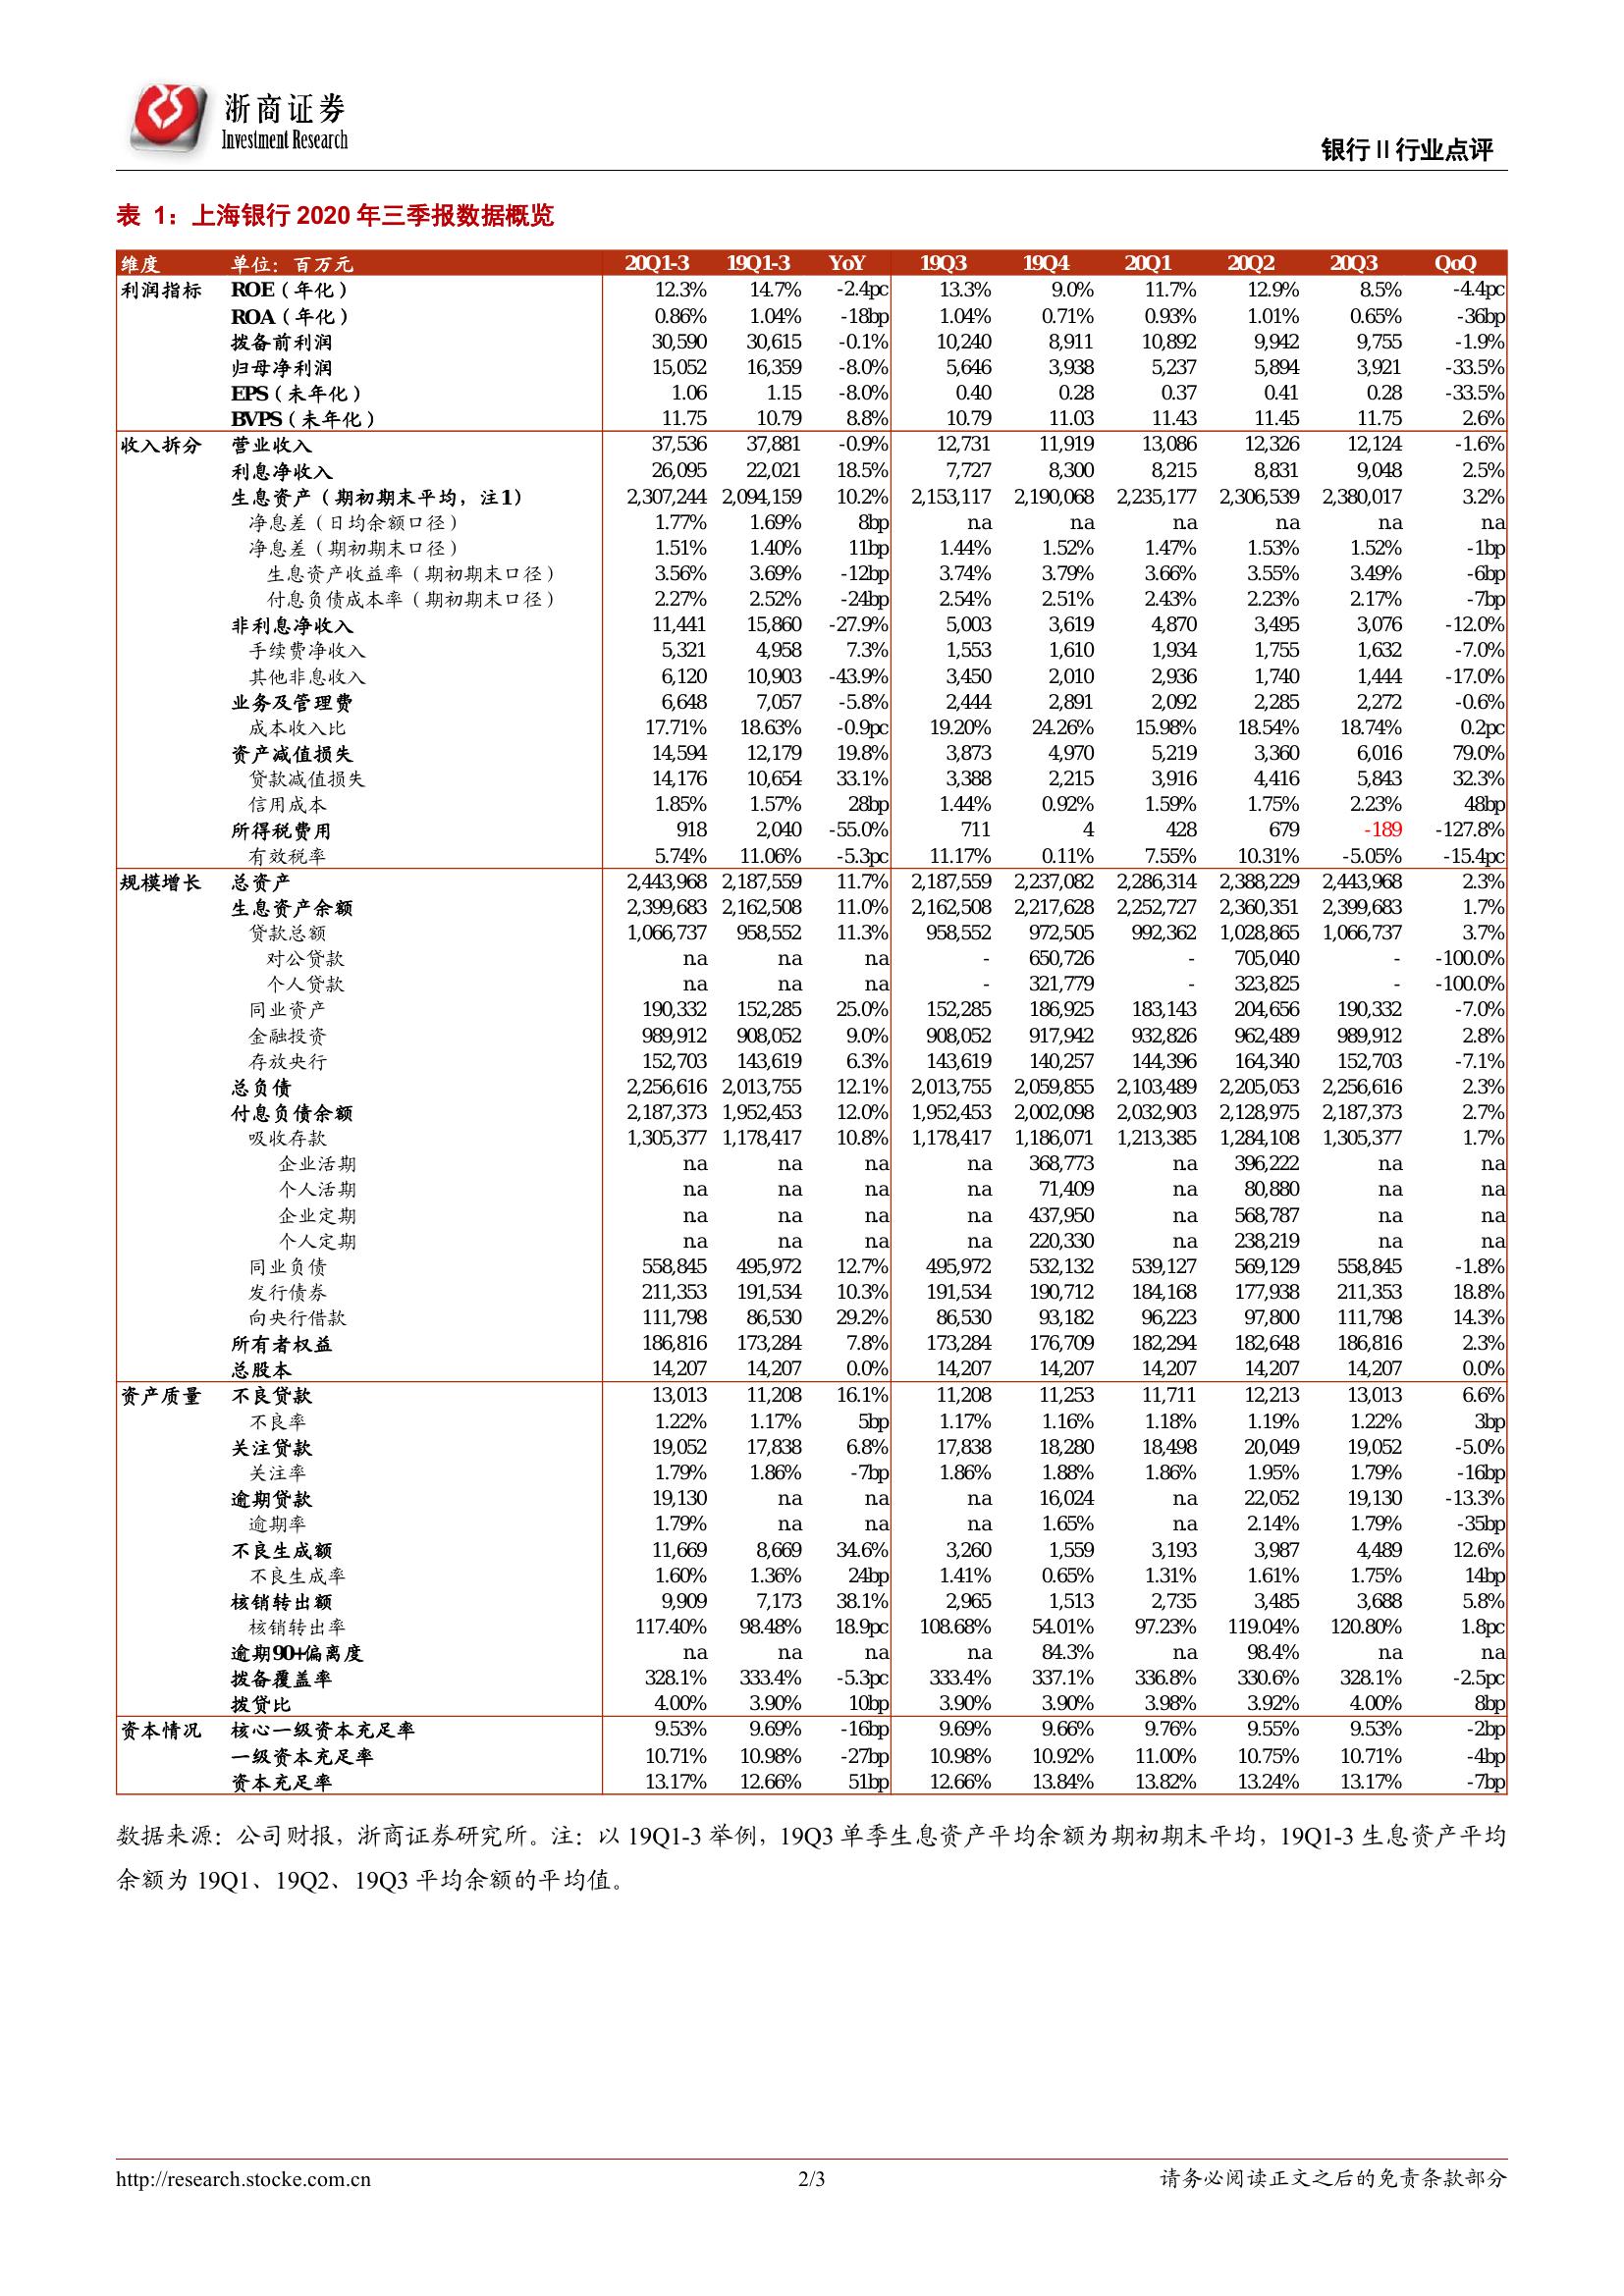 浙商证券
Investment Research
银行Ⅱ行业点评
表 1：上海银行 2020 年三季报数据概览
维度 单位：百万元 20Q1-3 19Q1-3 YoY 19Q3 19Q4 20Q1 20Q2 20Q3 QoQ
利润指标 ROE（年化） 12.3% 14.7% -2.4pc 13.3% 9.0% 11.7% 12.9% 8.5% -4.4pc
ROA（年化） 0.86% 1.04% -18bp 1.04% 0.71% 0.93% 1.01% 0.65% -36bp
拨备前利润 30,590 30,615 -0.1% 10,240 8,911 10,892 9,942 9,755 -1.9%
归母净利润 15,052 16,359 -8.0% 5,646 3,938 5,237 5,894 3,921 -33.5%
EPS（未年化） 1.06 1.15 -8.0% 0.40 0.28 0.37 0.41 0.28 -33.5%
BVPS（未年化） 11.75 10.79 8.8% 10.79 11.03 11.43 11.45 11.75 2.6%
收入拆分 营业收入 37,536 37,881 -0.9% 12,731 11,919 13,086 12,326 12,124 -1.6%
利息净收入 26,095 22,021 18.5% 7,727 8,300 8,215 8,831 9,048 2.5%
生息资产（期初期末平均，注1） 2,307,244 2,094,159 10.2% 2,153,117 2,190,068 2,235,177 2,306,539 2,380,017 3.2%
净息差（日均余额口径） 1.77% 1.69% 8bp n.a n.a n.a n.a n.a n.a
净息差（期初期末口径） 1.51% 1.40% 11bp 1.44% 1.52% 1.47% 1.53% 1.52% -1bp
生息资产收益率（期初期末口径） 3.56% 3.69% -12bp 3.74% 3.79% 3.66% 3.55% 3.49% -6bp
付息负债成本率（期初期末口径） 2.27% 2.52% -24bp 2.54% 2.51% 2.43% 2.23% 2.17% -7bp
非利息净收入 11,441 15,860 -27.9% 5,003 3,619 4,870 3,495 3,076 -12.0%
手续费净收入 5,321 4,958 7.3% 1,553 1,610 1,934 1,755 1,632 -7.0%
其他非息收入 6,120 10,903 -43.9% 3,450 2,010 2,936 1,740 1,444 -17.0%
业务及管理费 6,648 7,057 -5.8% 2,444 2,891 2,092 2,285 2,272 -0.6%
成本收入比 17.71% 18.63% -0.9pc 19.20% 24.26% 15.98% 18.54% 18.74% 0.2pc
资产减值损失 14,594 12,179 19.8% 3,873 4,970 5,219 3,360 6,016 79.0%
贷款减值损失 14,176 10,654 33.1% 3,388 2,215 3,916 4,416 5,843 32.3%
信用成本 1.85% 1.57% 28bp 1.44% 0.92% 1.59% 1.75% 2.23% 48bp
所得税费用 918 2,040 -55.0% 711 4 428 679 -189 -127.8%
有效税率 5.74% 11.06% -5.3pc 11.17% 0.11% 7.55% 10.31% -5.05% -15.4pc
规模增长 总资产 2,443,968 2,187,559 11.7% 2,187,559 2,237,082 2,286,314 2,388,229 2,443,968 2.3%
生息资产余额 2,399,683 2,162,508 11.0% 2,162,508 2,217,628 2,252,727 2,360,351 2,399,683 1.7%
贷款总额 1,066,737 958,552 11.3% 958,552 972,505 992,362 1,028,865 1,066,737 3.7%
对公贷款 n.a n.a n.a - 650,726 - 705,040 - -100.0%
个人贷款 n.a n.a n.a - 321,779 - 323,825 - -100.0%
同业资产 190,332 152,285 25.0% 152,285 186,925 183,143 204,656 190,332 -7.0%
金融投资 989,912 908,052 9.0% 908,052 917,942 932,826 962,489 989,912 2.8%
存放央行 152,703 143,619 6.3% 143,619 140,257 144,396 164,340 152,703 -7.1%
总负债 2,256,616 2,013,755 12.1% 2,013,755 2,059,855 2,103,489 2,205,053 2,256,616 2.3%
付息负债余额 2,187,373 1,952,453 12.0% 1,952,453 2,002,098 2,032,903 2,128,975 2,187,373 2.7%
吸收存款 1,305,377 1,178,417 10.8% 1,178,417 1,186,071 1,213,385 1,284,108 1,305,377 1.7%
企业活期 n.a n.a n.a n.a 368,773 n.a 396,222 n.a n.a
个人活期 n.a n.a n.a n.a 71,409 n.a 80,880 n.a n.a
企业定期 n.a n.a n.a n.a 437,950 n.a 568,787 n.a n.a
个人定期 n.a n.a n.a n.a 220,330 n.a 238,219 n.a n.a
同业负债 558,845 495,972 12.7% 495,972 532,132 539,127 569,129 558,845 -1.8%
发行债券 211,353 191,534 10.3% 191,534 190,712 184,168 177,938 211,353 18.8%
向央行借款 111,798 86,530 29.2% 86,530 93,182 96,223 97,800 111,798 14.3%
所有者权益 186,816 173,284 7.8% 173,284 176,709 182,294 182,648 186,816 2.3%
总股本 14,207 14,207 0.0% 14,207 14,207 14,207 14,207 14,207 0.0%
资产质量 不良贷款 13,013 11,208 16.1% 11,208 11,253 11,711 12,213 13,013 6.6%
不良率 1.22% 1.17% 5bp 1.17% 1.16% 1.18% 1.19% 1.22% 3bp
关注贷款 19,052 17,838 6.8% 17,838 18,280 18,498 20,049 19,052 -5.0%
关注率 1.79% 1.86% -7bp 1.86% 1.88% 1.86% 1.95% 1.79% -16bp
逾期贷款 19,130 n.a n.a n.a 16,024 n.a 22,052 19,130 -13.3%
逾期率 1.79% n.a n.a n.a 1.65% n.a 2.14% 1.79% -35bp
不良生成额 11,669 8,669 34.6% 3,260 1,559 3,193 3,987 4,489 12.6%
不良生成率 1.60% 1.36% 24bp 1.41% 0.65% 1.31% 1.61% 1.75% 14bp
核销转出额 9,909 7,173 38.1% 2,965 1,513 2,735 3,485 3,688 5.8%
核销转出率 117.40% 98.48% 18.9pc 108.68% 54.01% 97.23% 119.04% 120.80% 1.8pc
逾期90+偏离度 n.a n.a n.a n.a 84.3% n.a 98.4% n.a n.a
拨备覆盖率 328.1% 333.4% -5.3pc 333.4% 337.1% 336.8% 330.6% 328.1% -2.5pc
拨贷比 4.00% 3.90% 10bp 3.90% 3.90% 3.98% 3.92% 4.00% 8bp
资本情况 核心一级资本充足率 9.53% 9.69% -16bp 9.69% 9.66% 9.76% 9.55% 9.53% -2bp
一级资本充足率 10.71% 10.98% -27bp 10.98% 10.92% 11.00% 10.75% 10.71% -4bp
资本充足率 13.17% 12.66% 51bp 12.66% 13.84% 13.82% 13.24% 13.17% -7bp
数据来源：公司财报，浙商证券研究所。注：以 19Q1-3 举例，19Q3 单季生息资产平均余额为期初期末平均，19Q1-3 生息资产平均
余额为 19Q1、19Q2、19Q3 平均余额的平均值。
http://research.stocke.com.cn 2/3 请务必阅读正文之后的免责条款部分